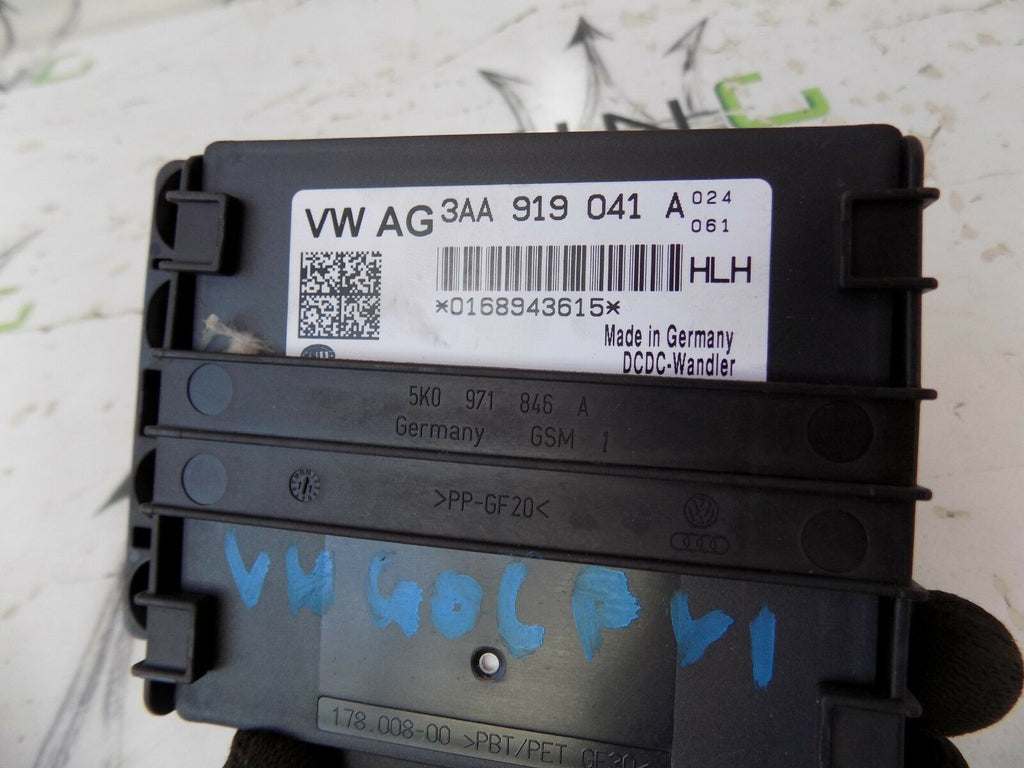 VW AG 3AA 919 041 A 024
061
HLH
*0168943615*
Made in Germany
DCDC-Wandler
5K0 971 846 A
Germany GSM 1
>PP-GF20<
VW GOLF VI
178.008-00 >PBT/PET GF30<